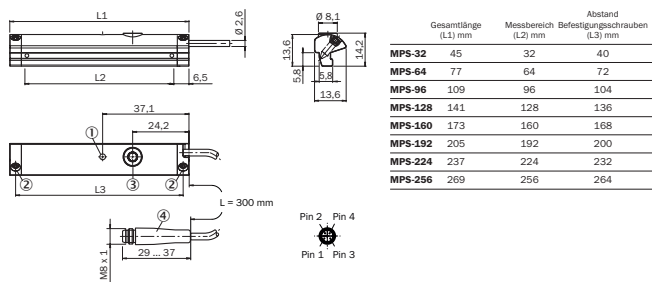 L1
Ø 2,6
L2
6,5
Ø 8,1
13,6
14,2
5,8
5,8
13,6
37,1
24,2
①
② ③ ②
L3
L = 300 mm
④
M8 x 1
29 ... 37
Pin 2 Pin 4
Pin 1 Pin 3
Gesamtlänge (L1) mm Messbereich (L2) mm Abstand Befestigungsschrauben (L3) mm
MPS-32 45 32 40
MPS-64 77 64 72
MPS-96 109 96 104
MPS-128 141 128 136
MPS-160 173 160 168
MPS-192 205 192 200
MPS-224 237 224 232
MPS-256 269 256 264